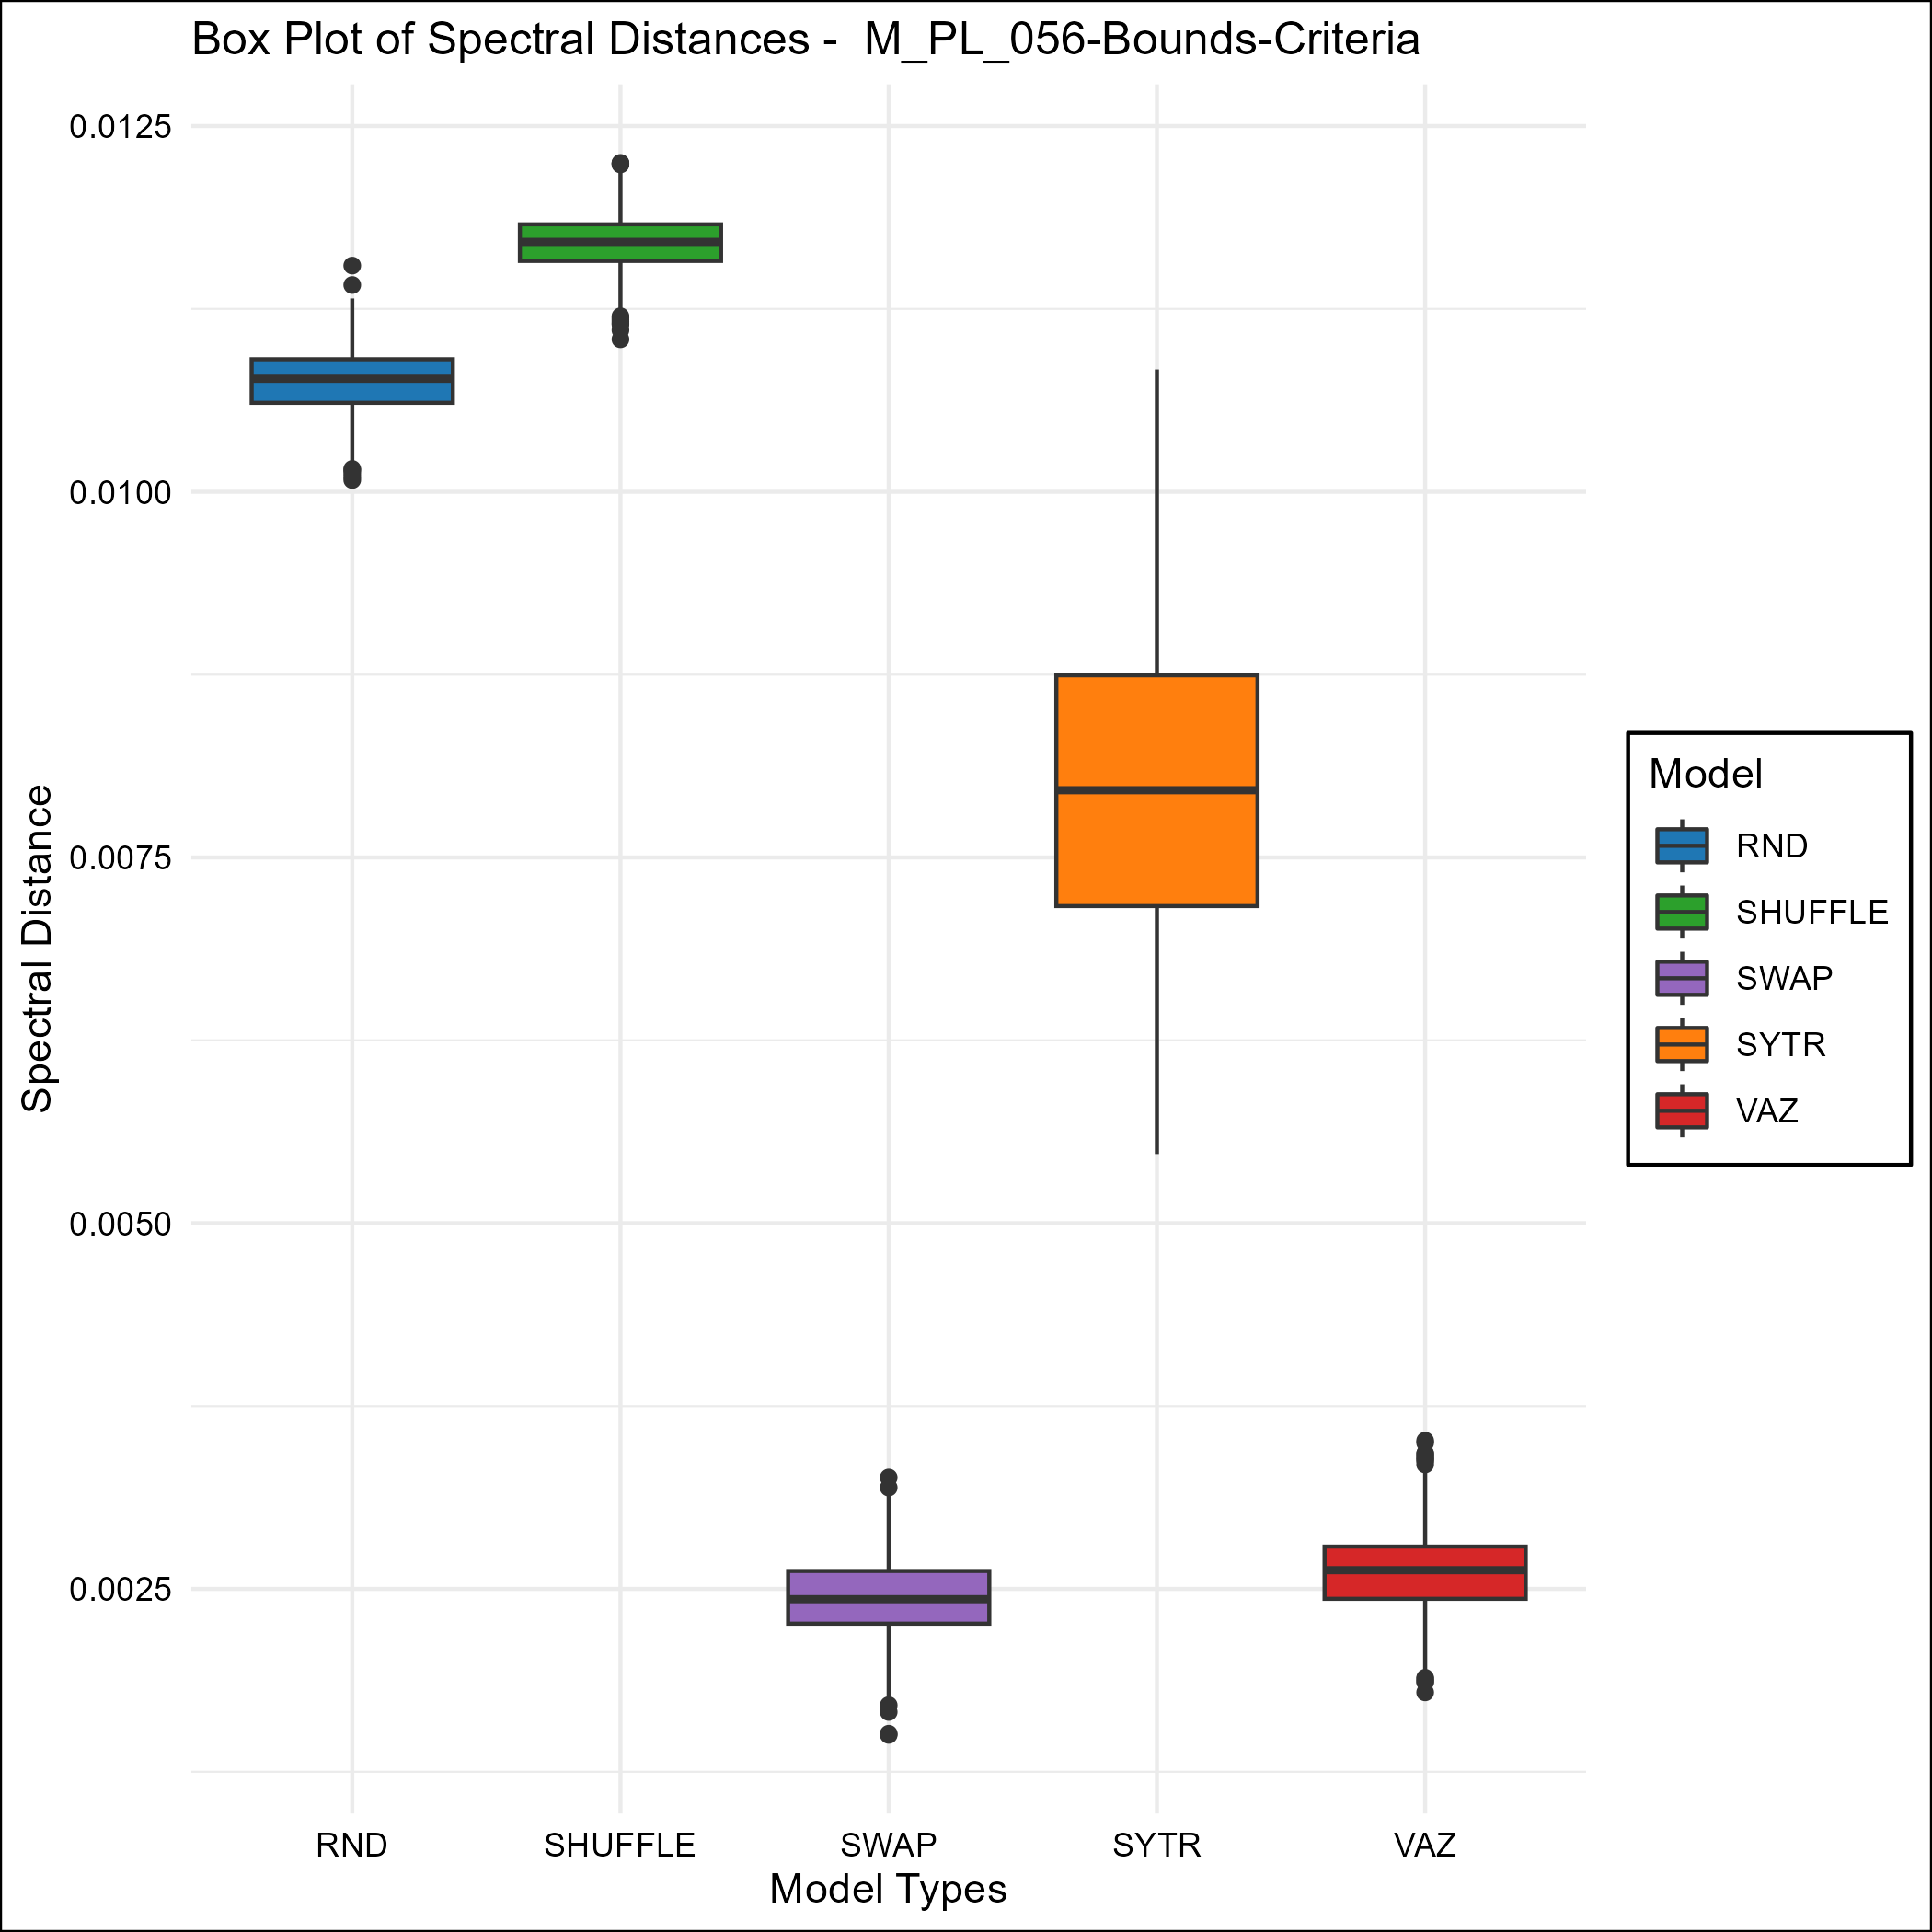 Box Plot of Spectral Distances -  M_PL_056-Bounds-Criteria
0.0125
0.0100
0.0075
0.0050
0.0025
Spectral Distance
RND
SHUFFLE
SWAP
SYTR
VAZ
Model Types
Model
RND
SHUFFLE
SWAP
SYTR
VAZ